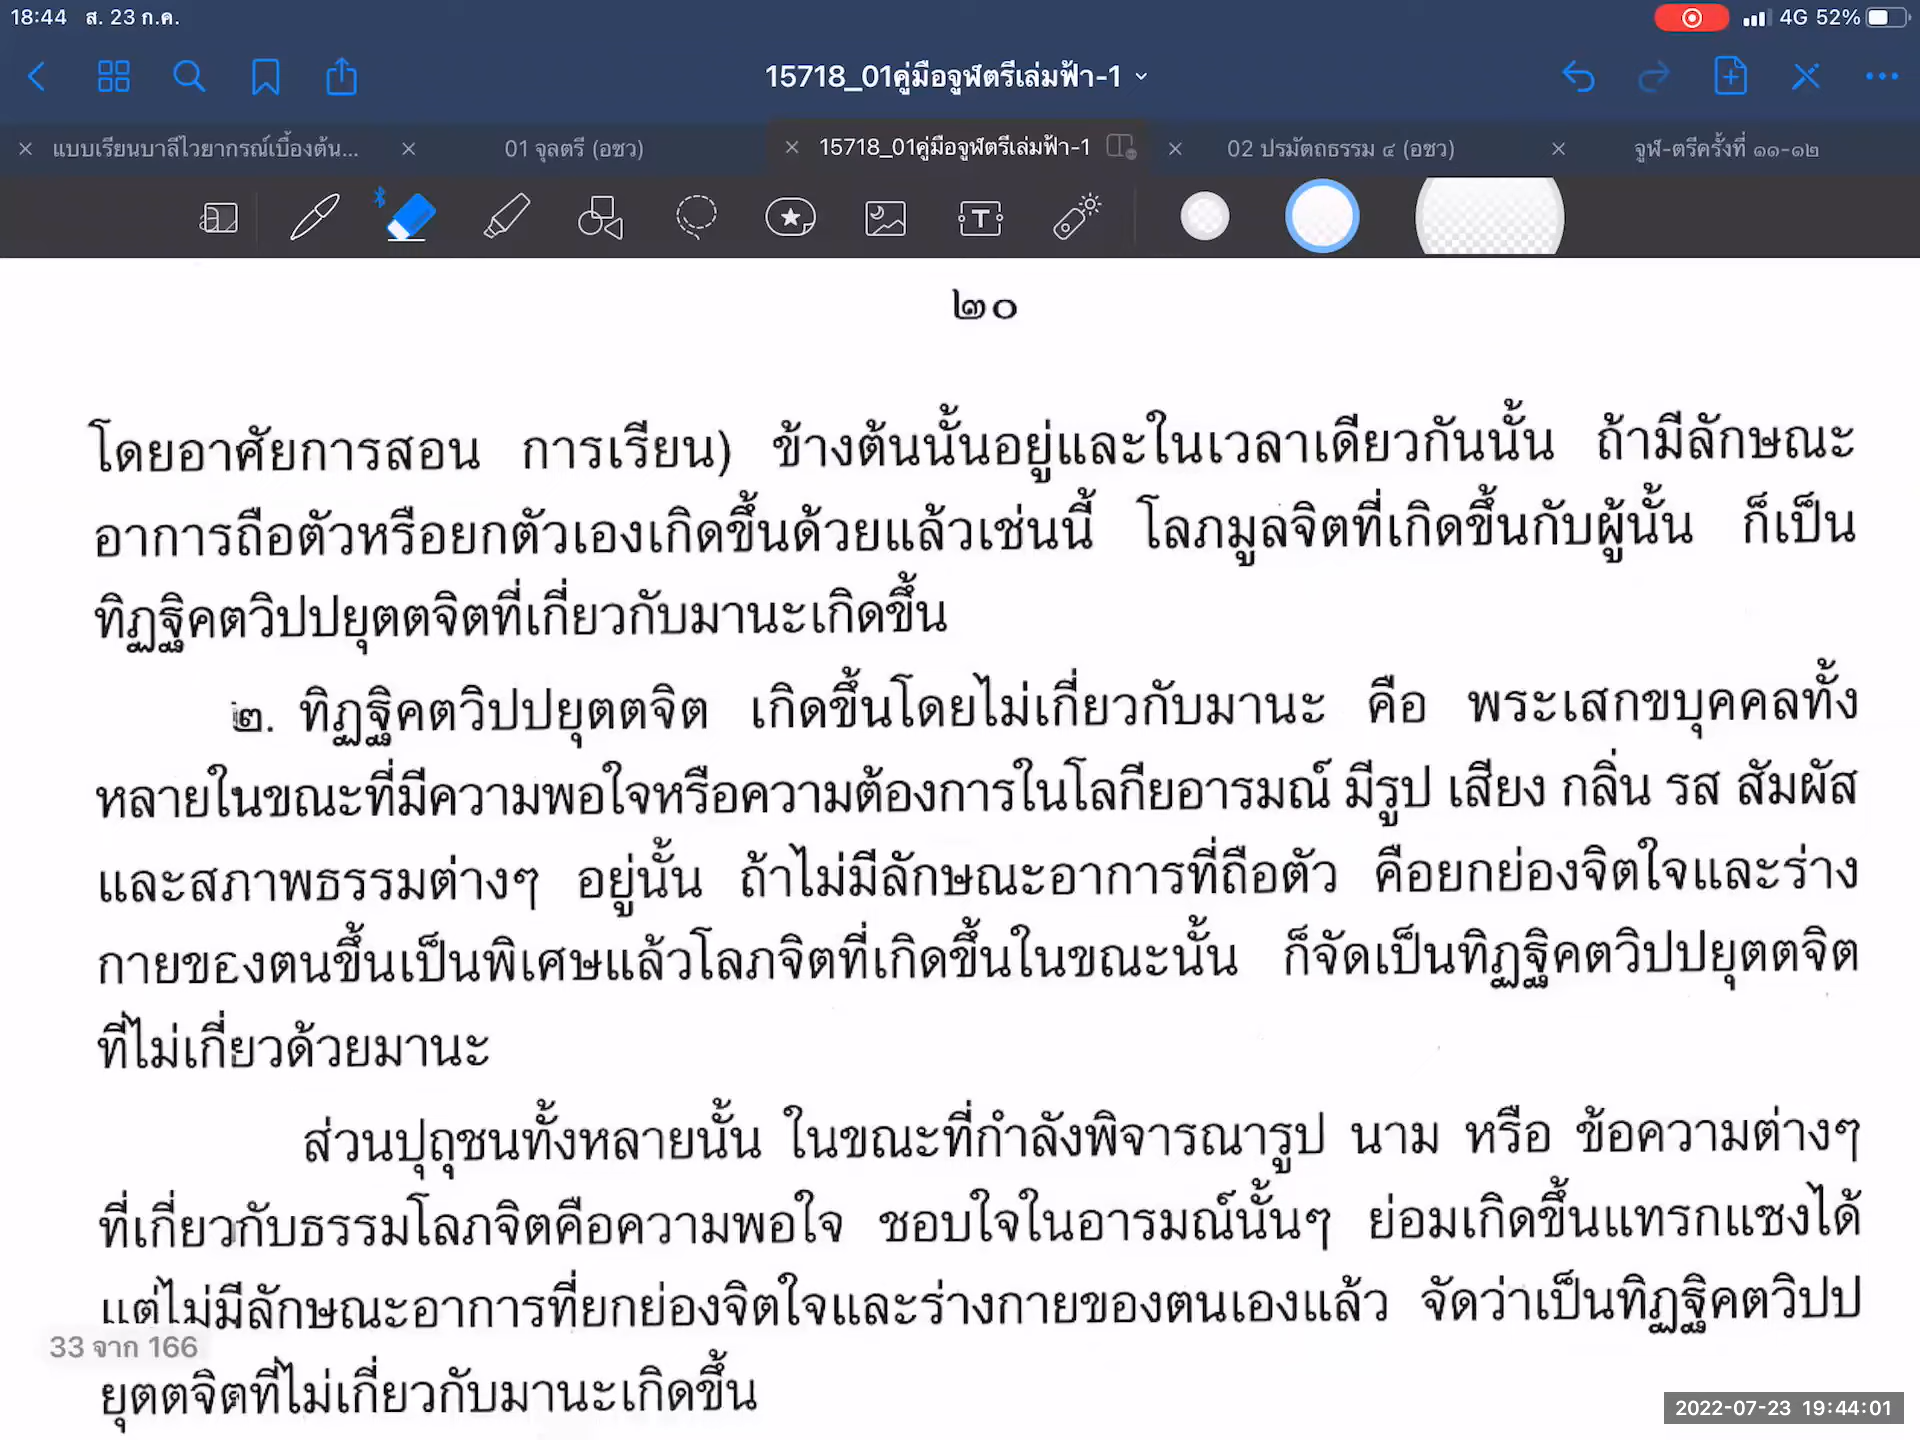 18:44 ส. 23 ก.ค.
4G 52%
15718_01คู่มือจูฬตรีเล่มฟ้า-1
แบบเรียนบาลีไวยากรณ์เบื้องต้น...
01 จุลตรี (อชว)
15718_01คู่มือจูฬตรีเล่มฟ้า-1
02 ปรมัตถธรรม ๔ (อชว)
จูฬ-ตรีครั้งที่ ๑๑-๑๒
๒๐
โดยอาศัยการสอน การเรียน) ข้างต้นนั้นอยู่และในเวลาเดียวกันนั้น ถ้ามีลักษณะ
อาการถือตัวหรือยกตัวเองเกิดขึ้นด้วยแล้วเช่นนี้ โลภมูลจิตที่เกิดขึ้นกับผู้นั้น ก็เป็น
ทิฏฐิคตวิปปยุตตจิตที่เกี่ยวกับมานะเกิดขึ้น
๒. ทิฏฐิคตวิปปยุตตจิต เกิดขึ้นโดยไม่เกี่ยวกับมานะ คือ พระเสกขบุคคลทั้ง
หลายในขณะที่มีความพอใจหรือความต้องการในโลกียอารมณ์ มีรูป เสียง กลิ่น รส สัมผัส
และสภาพธรรมต่างๆ อยู่นั้น ถ้าไม่มีลักษณะอาการที่ถือตัว คือยกย่องจิตใจและร่าง
กายของตนขึ้นเป็นพิเศษแล้วโลภจิตที่เกิดขึ้นในขณะนั้น ก็จัดเป็นทิฏฐิคตวิปปยุตตจิต
ที่ไม่เกี่ยวด้วยมานะ
ส่วนปุถุชนทั้งหลายนั้น ในขณะที่กำลังพิจารณารูป นาม หรือ ข้อความต่างๆ
ที่เกี่ยวกับธรรมโลภจิตคือความพอใจ ชอบใจในอารมณ์นั้นๆ ย่อมเกิดขึ้นแทรกแซงได้
แต่ไม่มีลักษณะอาการที่ยกย่องจิตใจและร่างกายของตนเองแล้ว จัดว่าเป็นทิฏฐิคตวิปป
33 จาก 166
ยุตตจิตที่ไม่เกี่ยวกับมานะเกิดขึ้น
2022-07-23 19:44:01